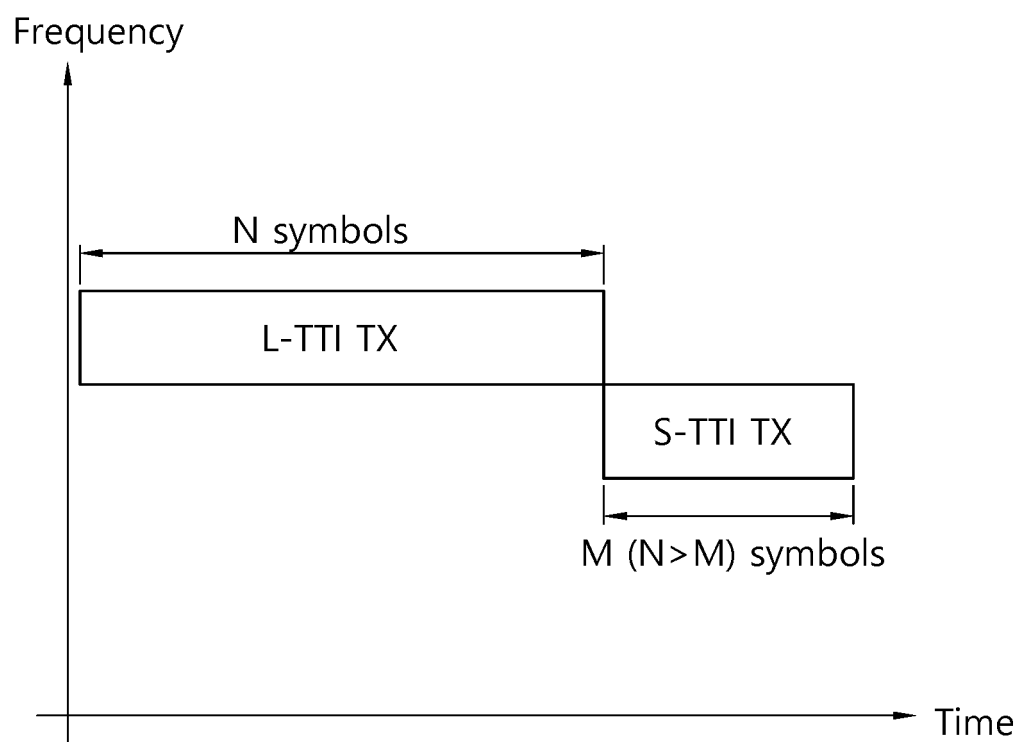 Frequency
N symbols
L-TTI TX
S-TTI TX
M (N>M) symbols
Time